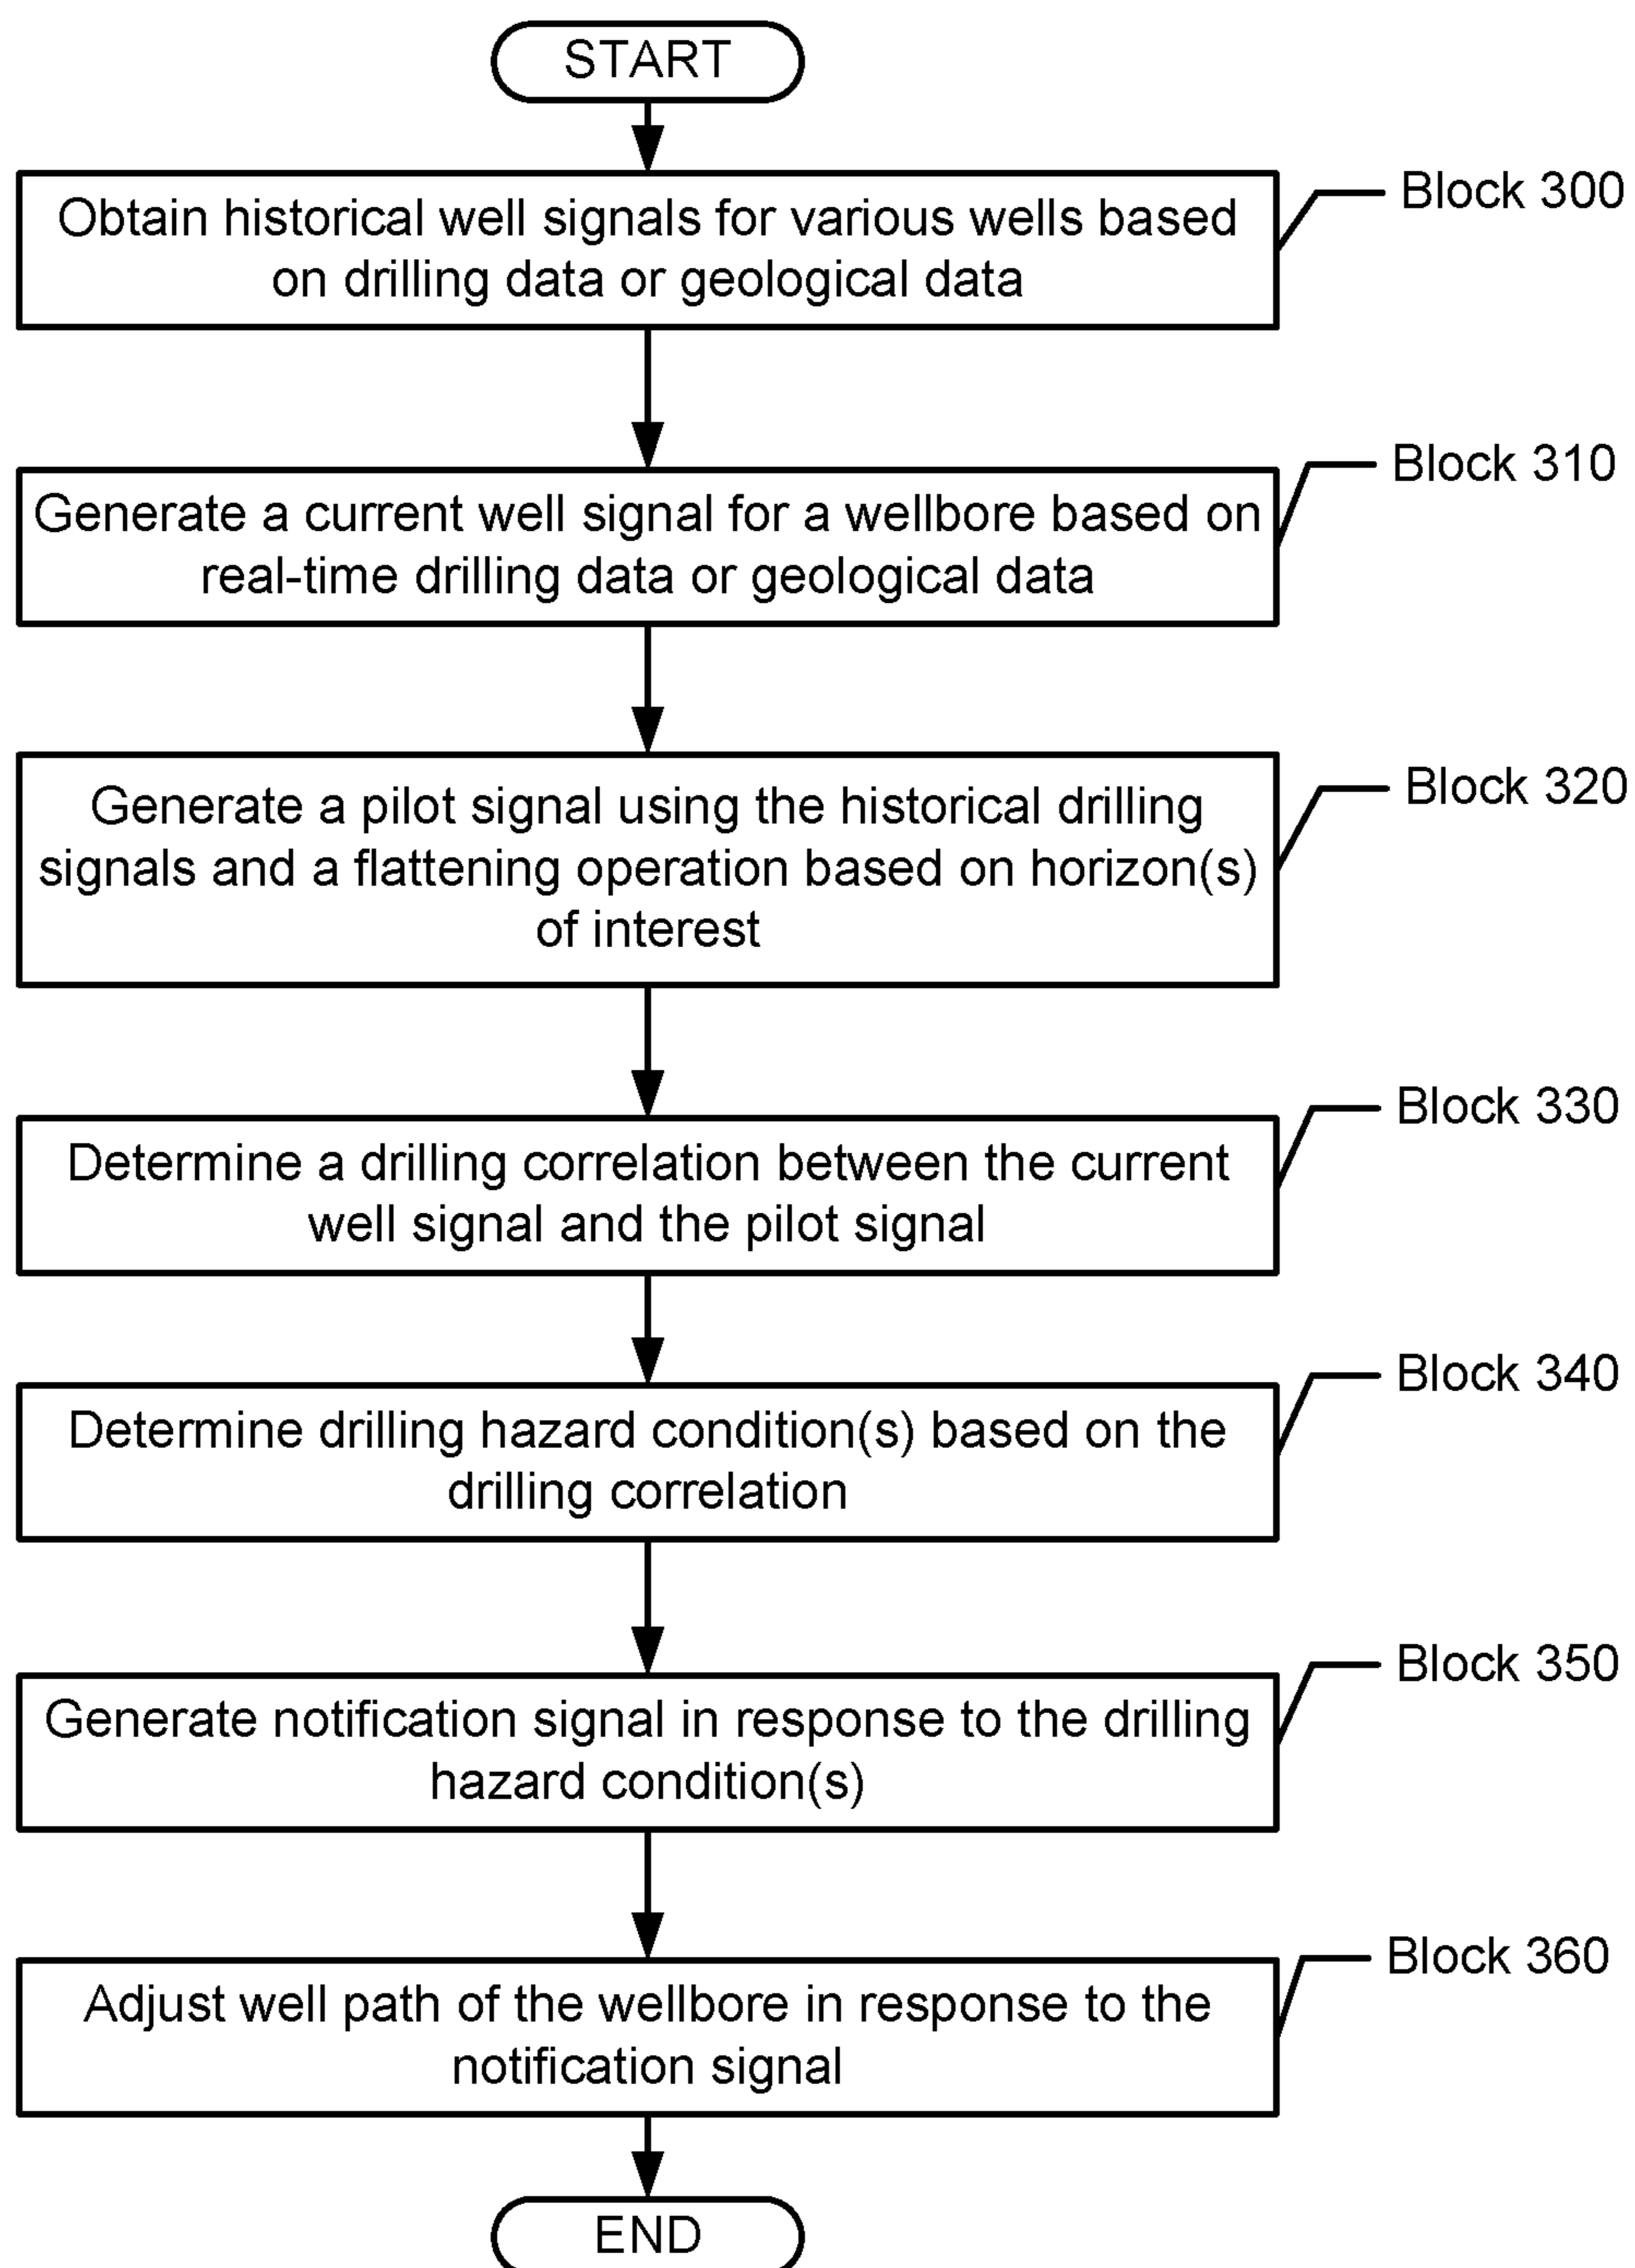 START
Obtain historical well signals for various wells based
on drilling data or geological data
Block 300
Generate a current well signal for a wellbore based on
real-time drilling data or geological data
Block 310
Generate a pilot signal using the historical drilling
signals and a flattening operation based on horizon(s)
of interest
Block 320
Determine a drilling correlation between the current
well signal and the pilot signal
Block 330
Determine drilling hazard condition(s) based on the
drilling correlation
Block 340
Generate notification signal in response to the drilling
hazard condition(s)
Block 350
Adjust well path of the wellbore in response to the
notification signal
Block 360
END